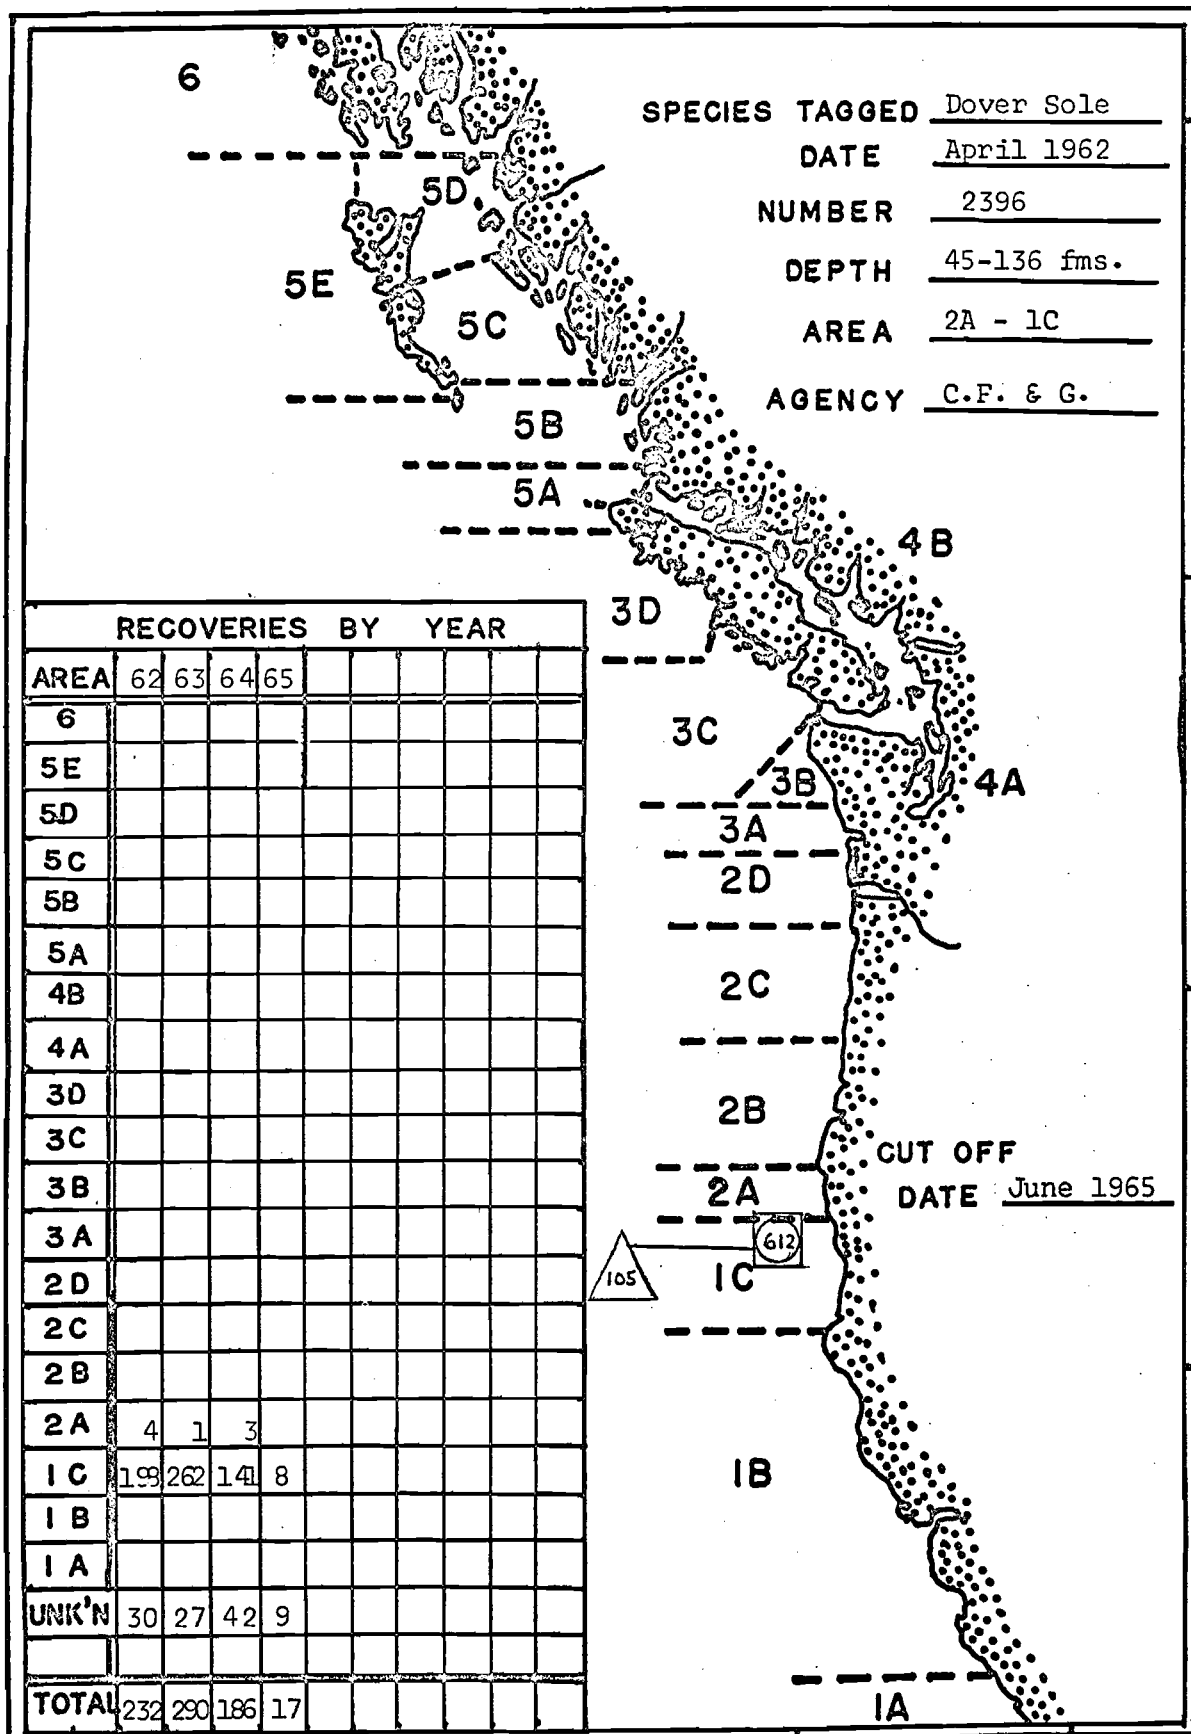 6
SPECIES TAGGED Dover Sole
DATE April 1962
5D
NUMBER 2396
5E
DEPTH 45-136 fms.
5C
AREA 2A - 1C
AGENCY C.F. & G.
5B
5A
4B
3D
RECOVERIES BY YEAR
AREA 62 63 64 65
6
3C
5E
3B
4A
5D
3A
5C
2D
5B
5A
2C
4B
4A
3D
2B
3C
CUT OFF
3B
2A
DATE June 1965
3A
612
105
1C
2D
2C
2B
2A 4 1 3
1C 198 262 141 8
1B
1B
1A
UNK'N 30 27 42 9
TOTAL 232 290 186 17
1A